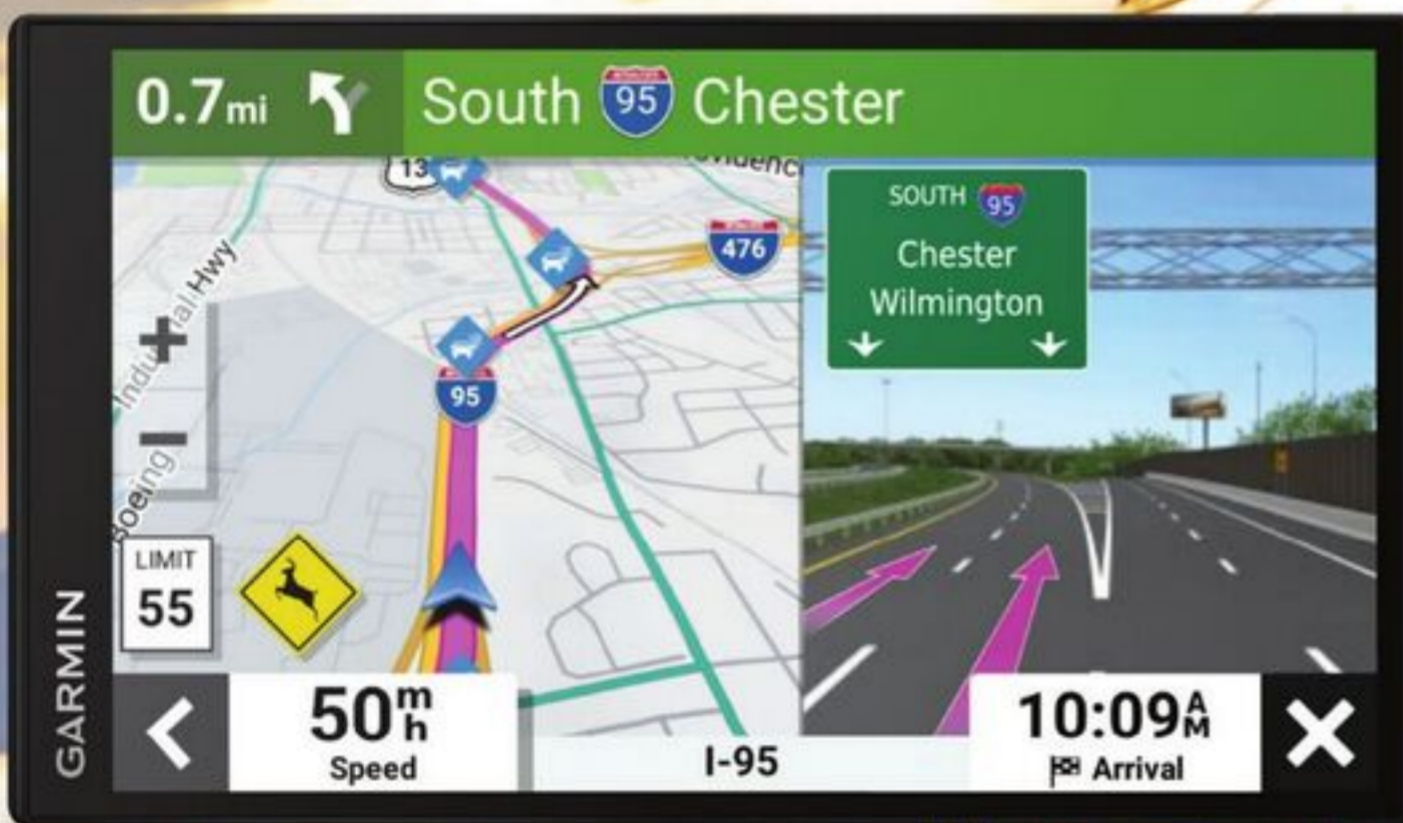 0.7mi
South 95 Chester
13
476
95
Industrial Hwy
Boeing
LIMIT
55
SOUTH 95
Chester
Wilmington
GARMIN
50mh
Speed
I-95
10:09AM
Arrival